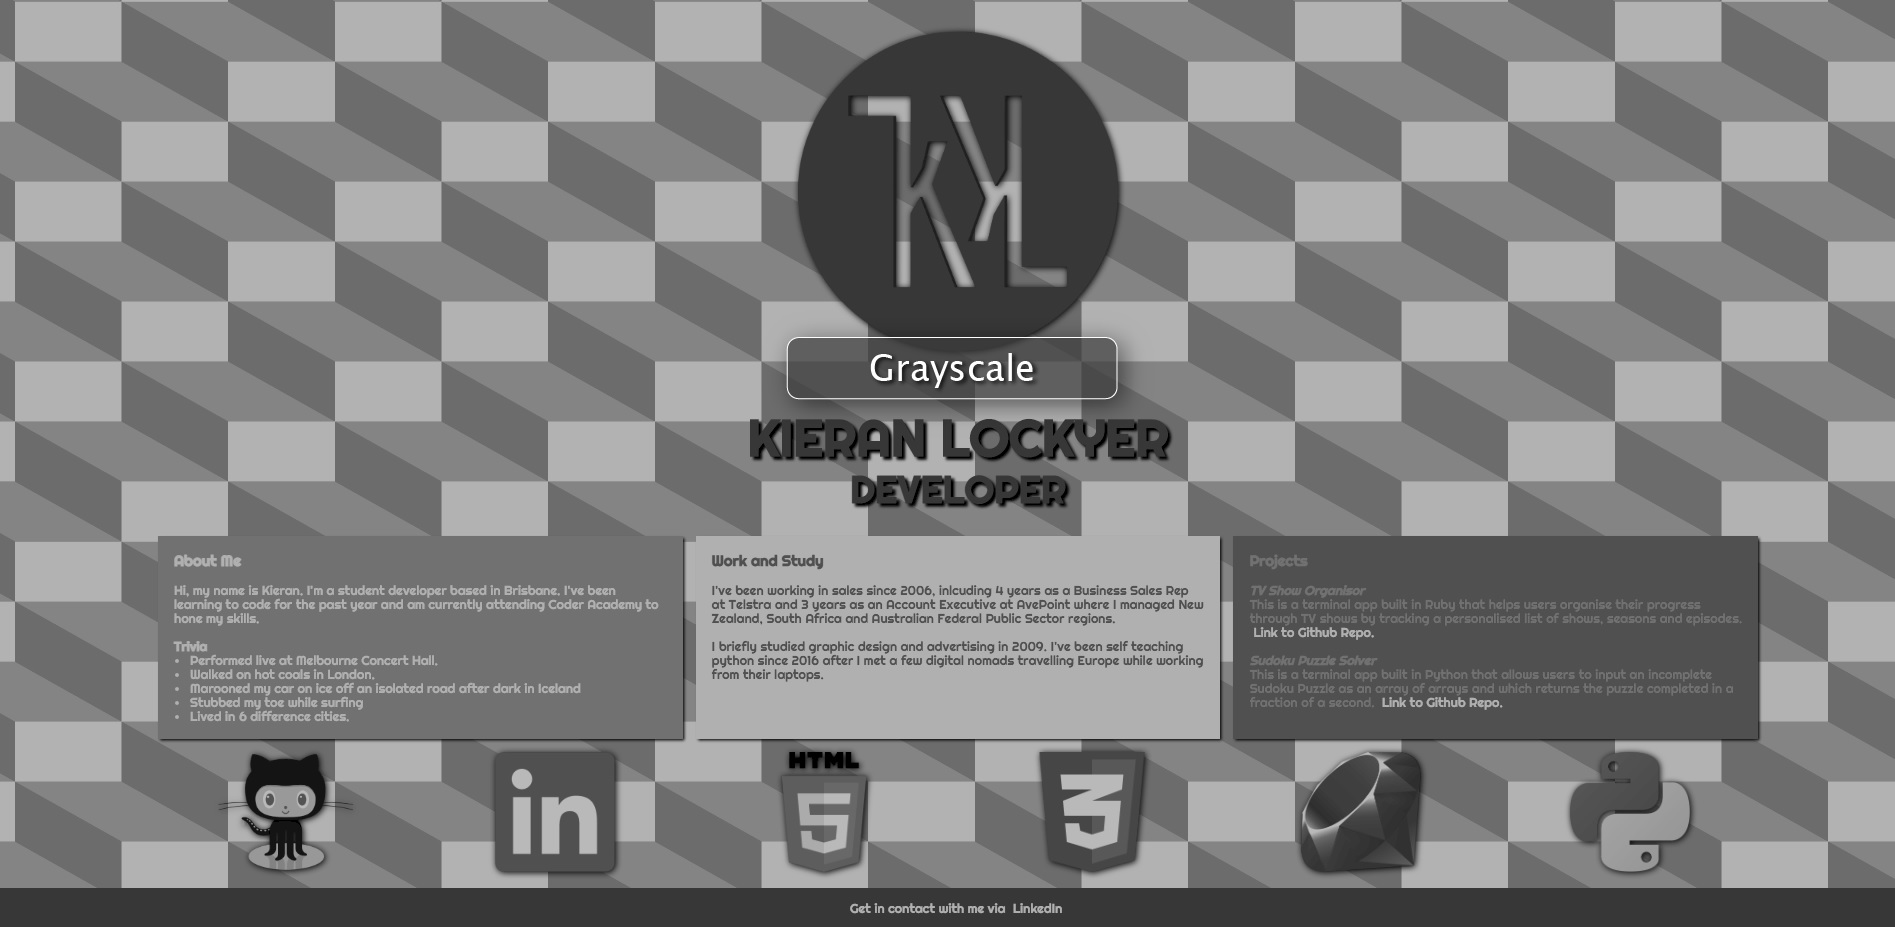 Grayscale
KIERAN LOCKYER
DEVELOPER
About Me
Hi, my name is Kieran. I'm a student developer based in Brisbane. I've been
learning to code for the past year and am currently attending Coder Academy to
hone my skills.
Trivia
• Performed live at Melbourne Concert Hall.
• Walked on hot coals in London.
• Marooned my car on ice off an isolated road after dark in Iceland
• Stubbed my toe while surfing
• Lived in 6 difference cities.
Work and Study
I've been working in sales since 2006, inlcuding 4 years as a Business Sales Rep
at Telstra and 3 years as an Account Executive at AvePoint where I managed New
Zealand, South Africa and Australian Federal Public Sector regions.
I briefly studied graphic design and advertising in 2009. I've been self teaching
python since 2016 after I met a few digital nomads travelling Europe while working
from their laptops.
Projects
TV Show Organisor
This is a terminal app built in Ruby that helps users organise their progress
through TV shows by tracking a personalised list of shows, seasons and episodes.
Link to Github Repo.
Sudoku Puzzle Solver
This is a terminal app built in Python that allows users to input an incomplete
Sudoku Puzzle as an array of arrays and which returns the puzzle completed in a
fraction of a second. Link to Github Repo.
in
HTML
5
3
Get in contact with me via LinkedIn